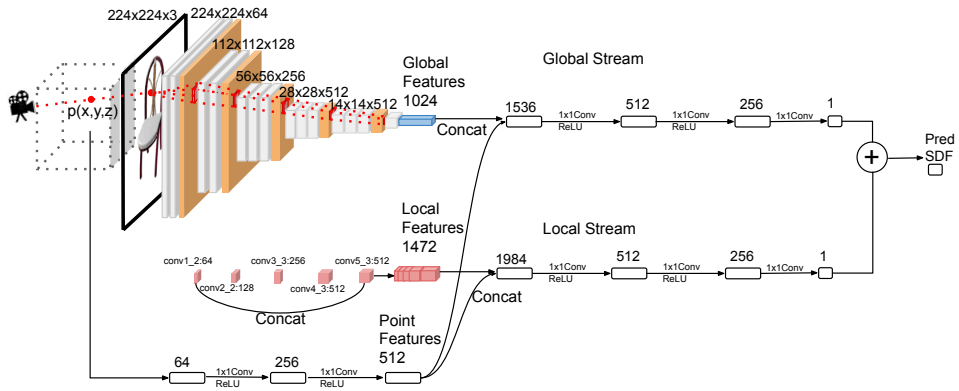 224x224x3
224x224x64
112x112x128
56x56x256
28x28x512
14x14x512
p(x,y,z)
Global
Features
1024
Concat
Global Stream
1536
1x1Conv
ReLU
512
1x1Conv
ReLU
256
1x1Conv
1
+
Pred
SDF
Local
Features
1472
Local Stream
1984
1x1Conv
ReLU
512
1x1Conv
ReLU
256
1x1Conv
1
Concat
conv1_2:64
conv2_2:128
conv3_3:256
conv4_3:512
conv5_3:512
Concat
Point
Features
512
64
1x1Conv
ReLU
256
1x1Conv
ReLU